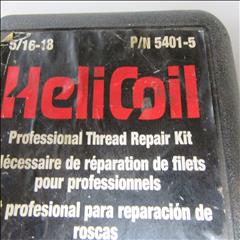 5/16-18 P/N 5401-5
HeliCoil
Professional Thread Repair Kit
Nécessaire de réparation de filets
pour professionnels
profesional para reparación de
roscas